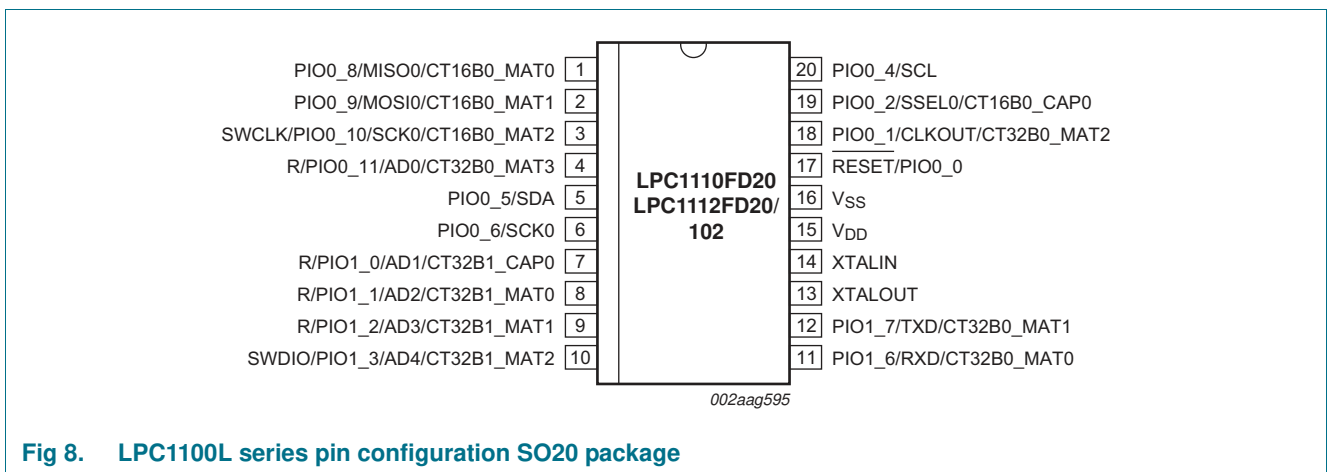 PIO0_8/MISO0/CT16B0_MAT0 1
PIO0_9/MOSI0/CT16B0_MAT1 2
SWCLK/PIO0_10/SCK0/CT16B0_MAT2 3
R/PIO0_11/AD0/CT32B0_MAT3 4
PIO0_5/SDA 5
PIO0_6/SCK0 6
R/PIO1_0/AD1/CT32B1_CAP0 7
R/PIO1_1/AD2/CT32B1_MAT0 8
R/PIO1_2/AD3/CT32B1_MAT1 9
SWDIO/PIO1_3/AD4/CT32B1_MAT2 10
LPC1110FD20
LPC1112FD20/
102
20 PIO0_4/SCL
19 PIO0_2/SSEL0/CT16B0_CAP0
18 PIO0_1/CLKOUT/CT32B0_MAT2
17 RESET/PIO0_0
16 VSS
15 VDD
14 XTALIN
13 XTALOUT
12 PIO1_7/TXD/CT32B0_MAT1
11 PIO1_6/RXD/CT32B0_MAT0
002aag595
Fig 8. LPC1100L series pin configuration SO20 package